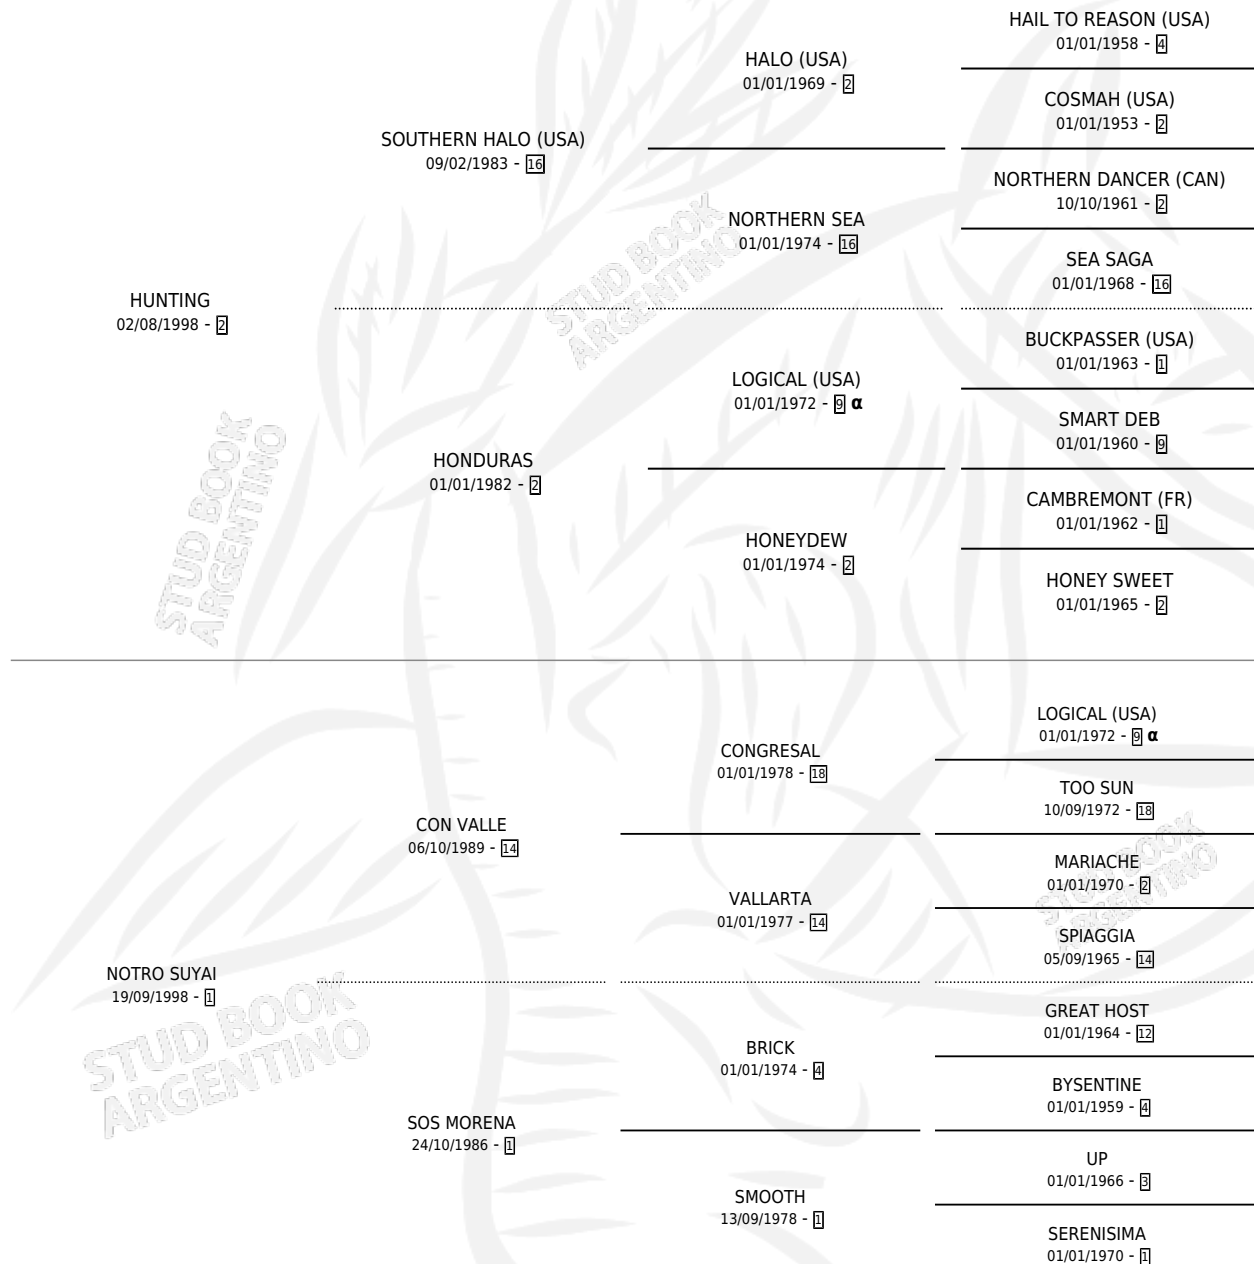 HAIL TO REASON (USA)
01/01/1958 - 4
HALO (USA)
01/01/1969 - 2
COSMAH (USA)
01/01/1953 - 2
SOUTHERN HALO (USA)
09/02/1983 - 16
NORTHERN DANCER (CAN)
10/10/1961 - 2
NORTHERN SEA
01/01/1974 - 16
SEA SAGA
01/01/1968 - 16
STUD BOOK
ARGENTINO
HUNTING
02/08/1998 - 2
BUCKPASSER (USA)
01/01/1963 - 1
LOGICAL (USA)
01/01/1972 - 9 α
SMART DEB
01/01/1960 - 9
HONDURAS
01/01/1982 - 2
CAMBREMONT (FR)
01/01/1962 - 1
HONEYDEW
01/01/1974 - 2
HONEY SWEET
01/01/1965 - 2
STUD BOOK
ARGENTINO
LOGICAL (USA)
01/01/1972 - 9 α
CONGRESAL
01/01/1978 - 18
TOO SUN
10/09/1972 - 18
CON VALLE
06/10/1989 - 14
MARIACHE
01/01/1970 - 2
VALLARTA
01/01/1977 - 14
SPIAGGIA
05/09/1965 - 14
STUD BOOK
ARGENTINO
NOTRO SUYAI
19/09/1998 - 1
GREAT HOST
01/01/1964 - 12
BRICK
01/01/1974 - 4
BYSENTINE
01/01/1959 - 4
SOS MORENA
24/10/1986 - 1
UP
01/01/1966 - 3
SMOOTH
13/09/1978 - 1
SERENISIMA
01/01/1970 - 1
STUD BOOK
ARGENTINO